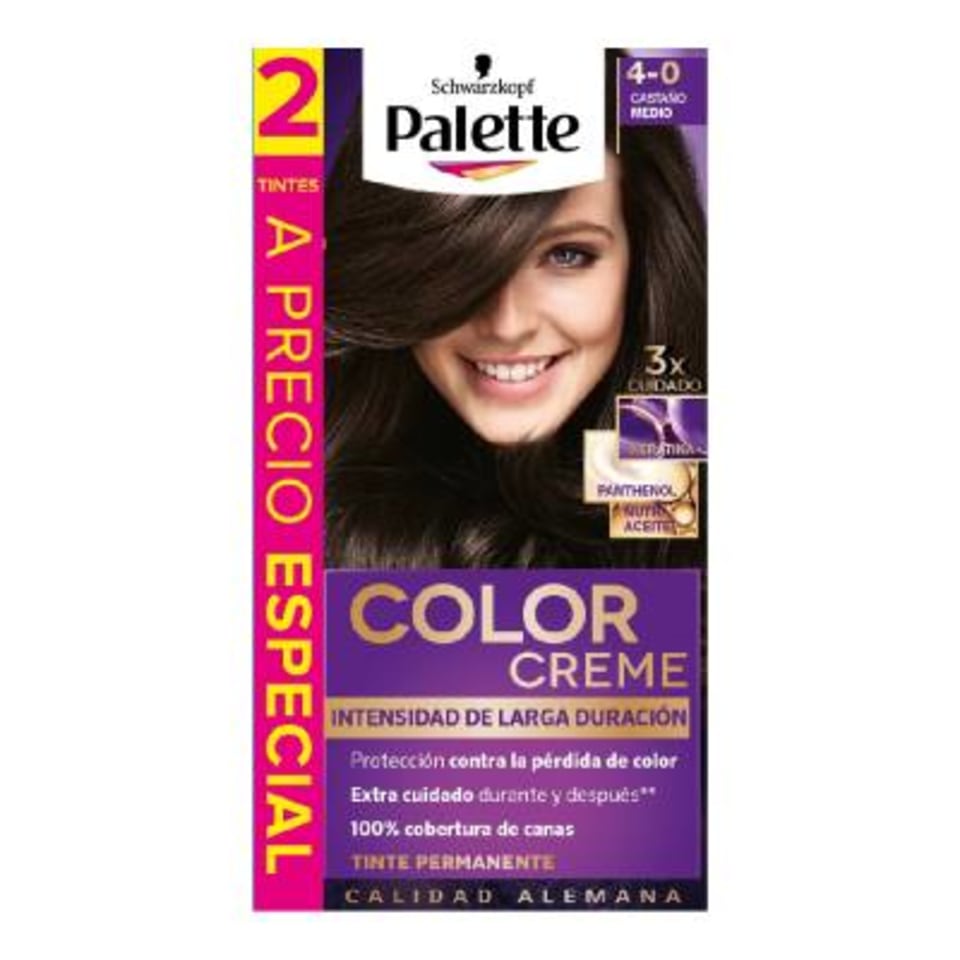 2
TINTES
A PRECIO ESPECIAL
Schwarzkopf
Palette
4-0
CASTAÑO
MEDIO
3x
CUIDADO
KERATINA
PANTHENOL
NUTRI
ACEITE
COLOR
CREME
INTENSIDAD DE LARGA DURACIÓN
Protección contra la pérdida de color
Extra cuidado durante y después**
100% cobertura de canas
TINTE PERMANENTE
CALIDAD ALEMANA